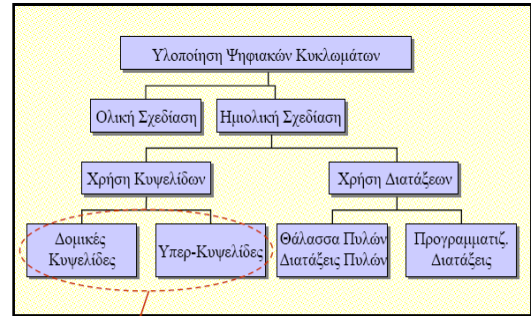 Υλοποίηση Ψηφιακών Κυκλωμάτων
Ολική Σχεδίαση
Ημιολική Σχεδίαση
Χρήση Κυψελίδων
Χρήση Διατάξεων
Δομικές
Κυψελίδες
Υπερ-Κυψελίδες
Θάλασσα Πυλών
Διατάξεις Πυλών
Προγραμματιζ.
Διατάξεις